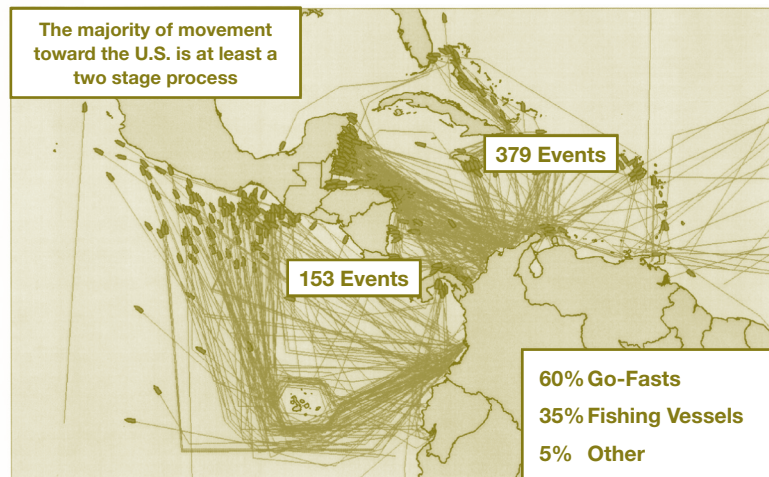 The majority of movement
toward the U.S. is at least a
two stage process
379 Events
153 Events
60% Go-Fasts
35% Fishing Vessels
5% Other